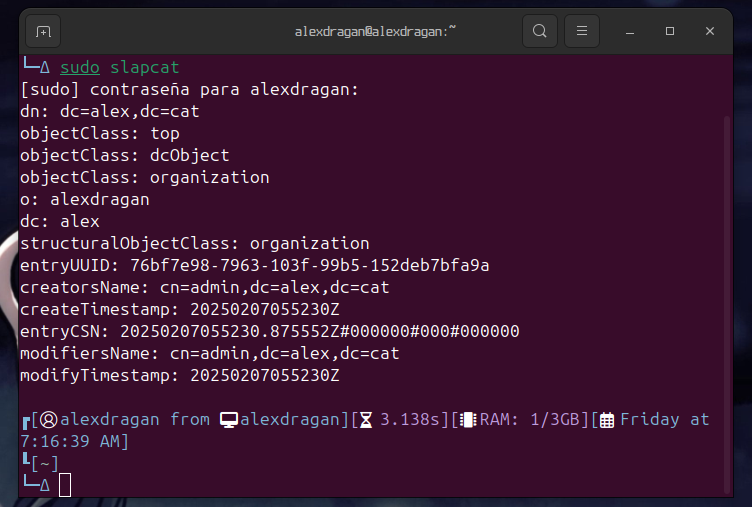 alexdragan@alexdragan:~
└─Δ sudo slapcat
[sudo] contraseña para alexdragan:
dn: dc=alex,dc=cat
objectClass: top
objectClass: dcObject
objectClass: organization
o: alexdragan
dc: alex
structuralObjectClass: organization
entryUUID: 76bf7e98-7963-103f-99b5-152deb7bfa9a
creatorsName: cn=admin,dc=alex,dc=cat
createTimestamp: 20250207055230Z
entryCSN: 20250207055230.875552Z#000000#000#000000
modifiersName: cn=admin,dc=alex,dc=cat
modifyTimestamp: 20250207055230Z
┏[alexdragan from alexdragan][3.138s][RAM: 1/3GB][Friday at
7:16:39 AM]
┗[~]
└─Δ